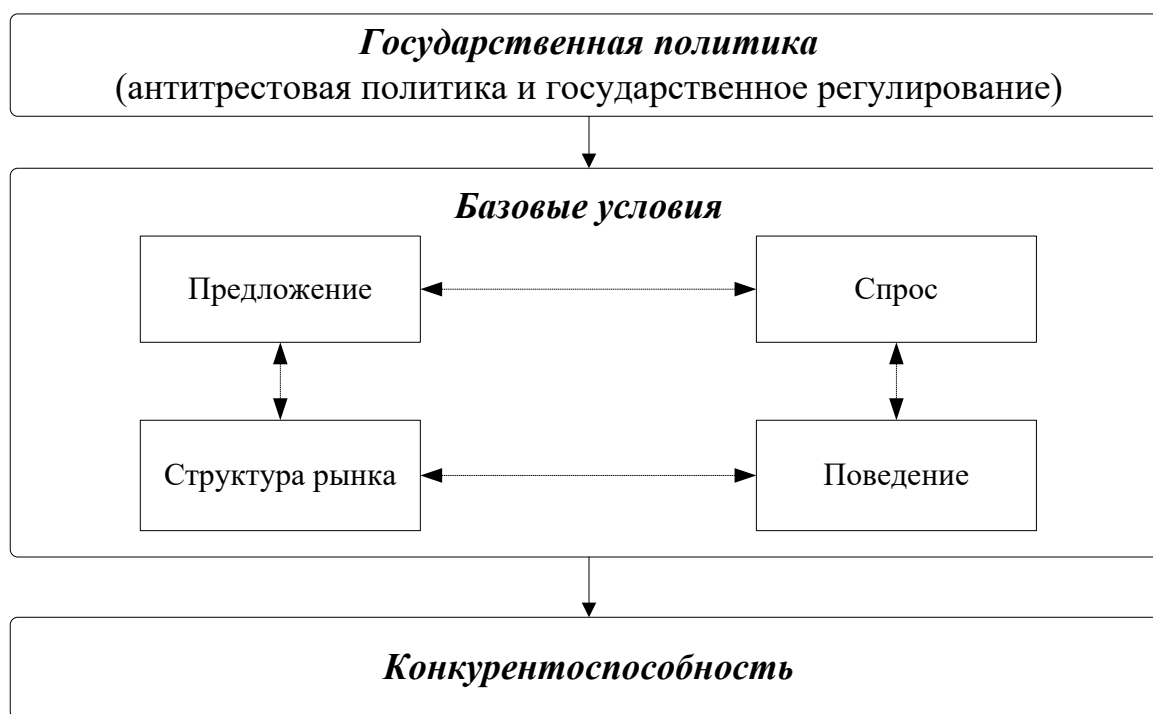 Государственная политика
(антитрестовая политика и государственное регулирование)
Базовые условия
Предложение
Спрос
Структура рынка
Поведение
Конкурентоспособность